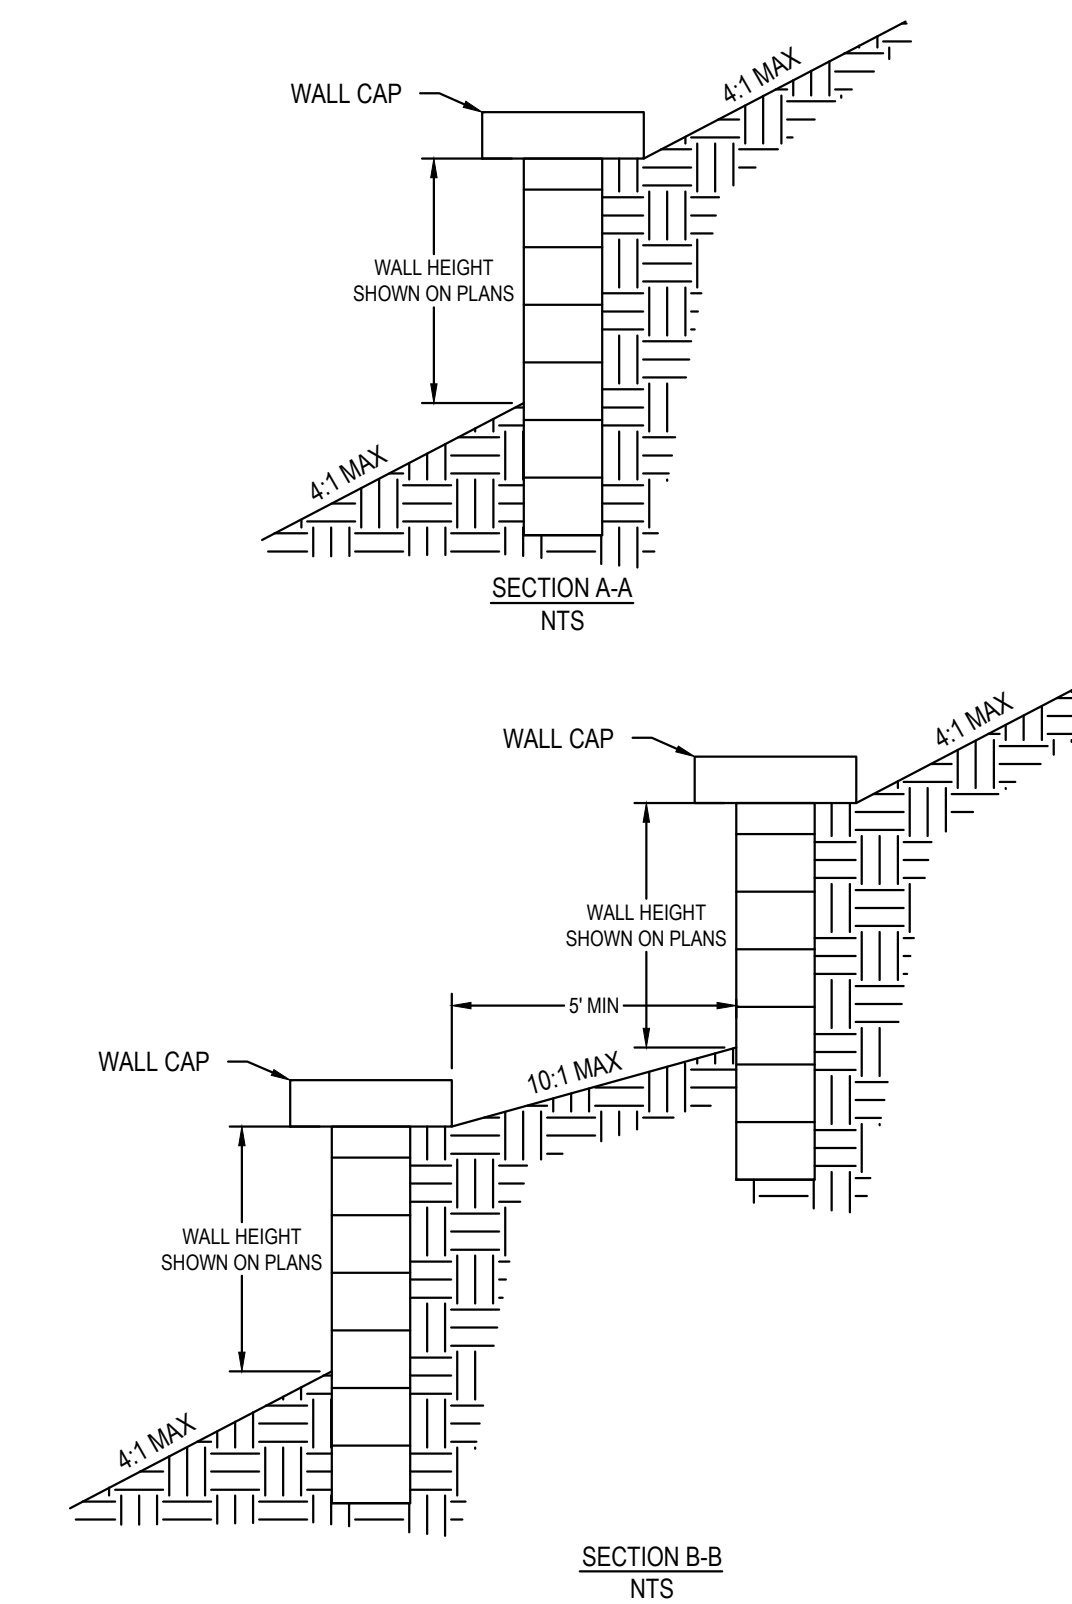 4:1 MAX
WALL CAP
WALL HEIGHT
SHOWN ON PLANS
4:1 MAX
SECTION A-A
NTS
4:1 MAX
WALL CAP
WALL HEIGHT
SHOWN ON PLANS
5' MIN
WALL CAP
10:1 MAX
WALL HEIGHT
SHOWN ON PLANS
4:1 MAX
SECTION B-B
NTS